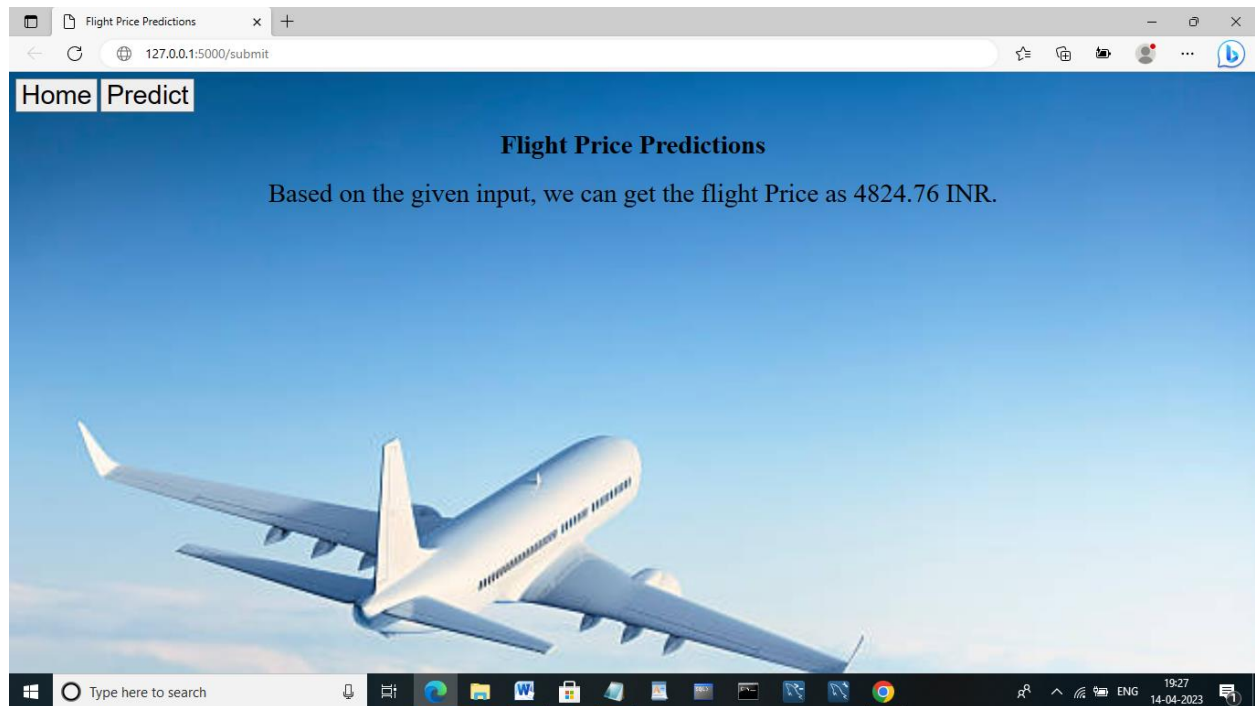 Flight Price Predictions
127.0.0.1:5000/submit
Home Predict
Flight Price Predictions
Based on the given input, we can get the flight Price as 4824.76 INR.
Type here to search
ENG
19:27
14-04-2023